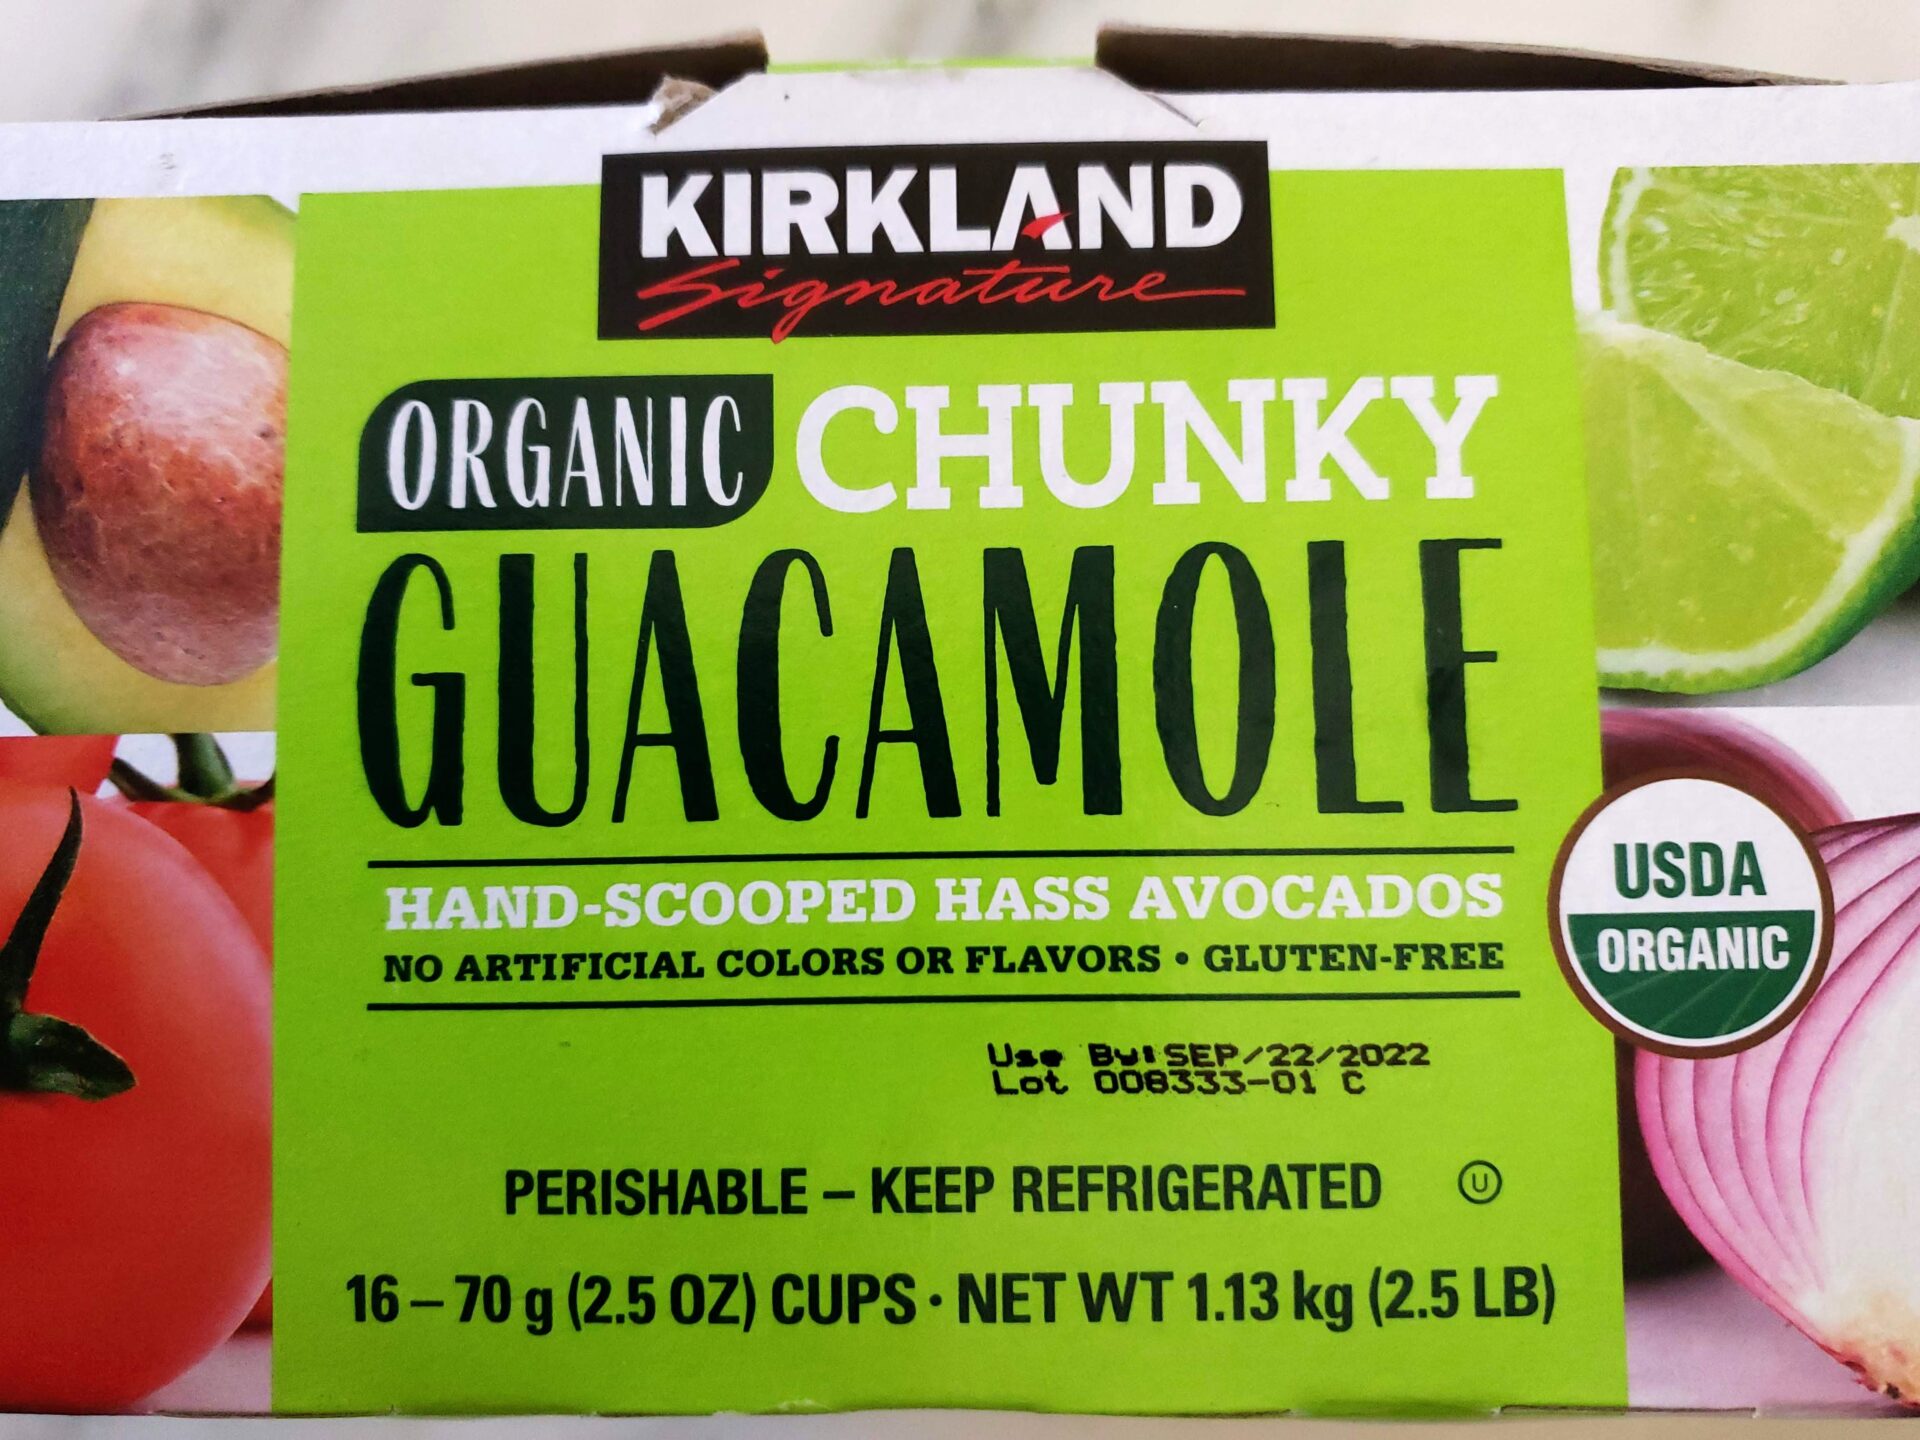 KIRKLAND
Signature
ORGANIC CHUNKY
GUACAMOLE
HAND-SCOOPED HASS AVOCADOS
NO ARTIFICIAL COLORS OR FLAVORS • GLUTEN-FREE
USDA
ORGANIC
Use By:SEP/22/2022
Lot 008333-01 C
PERISHABLE – KEEP REFRIGERATED U
16 – 70 g (2.5 OZ) CUPS · NET WT 1.13 kg (2.5 LB)